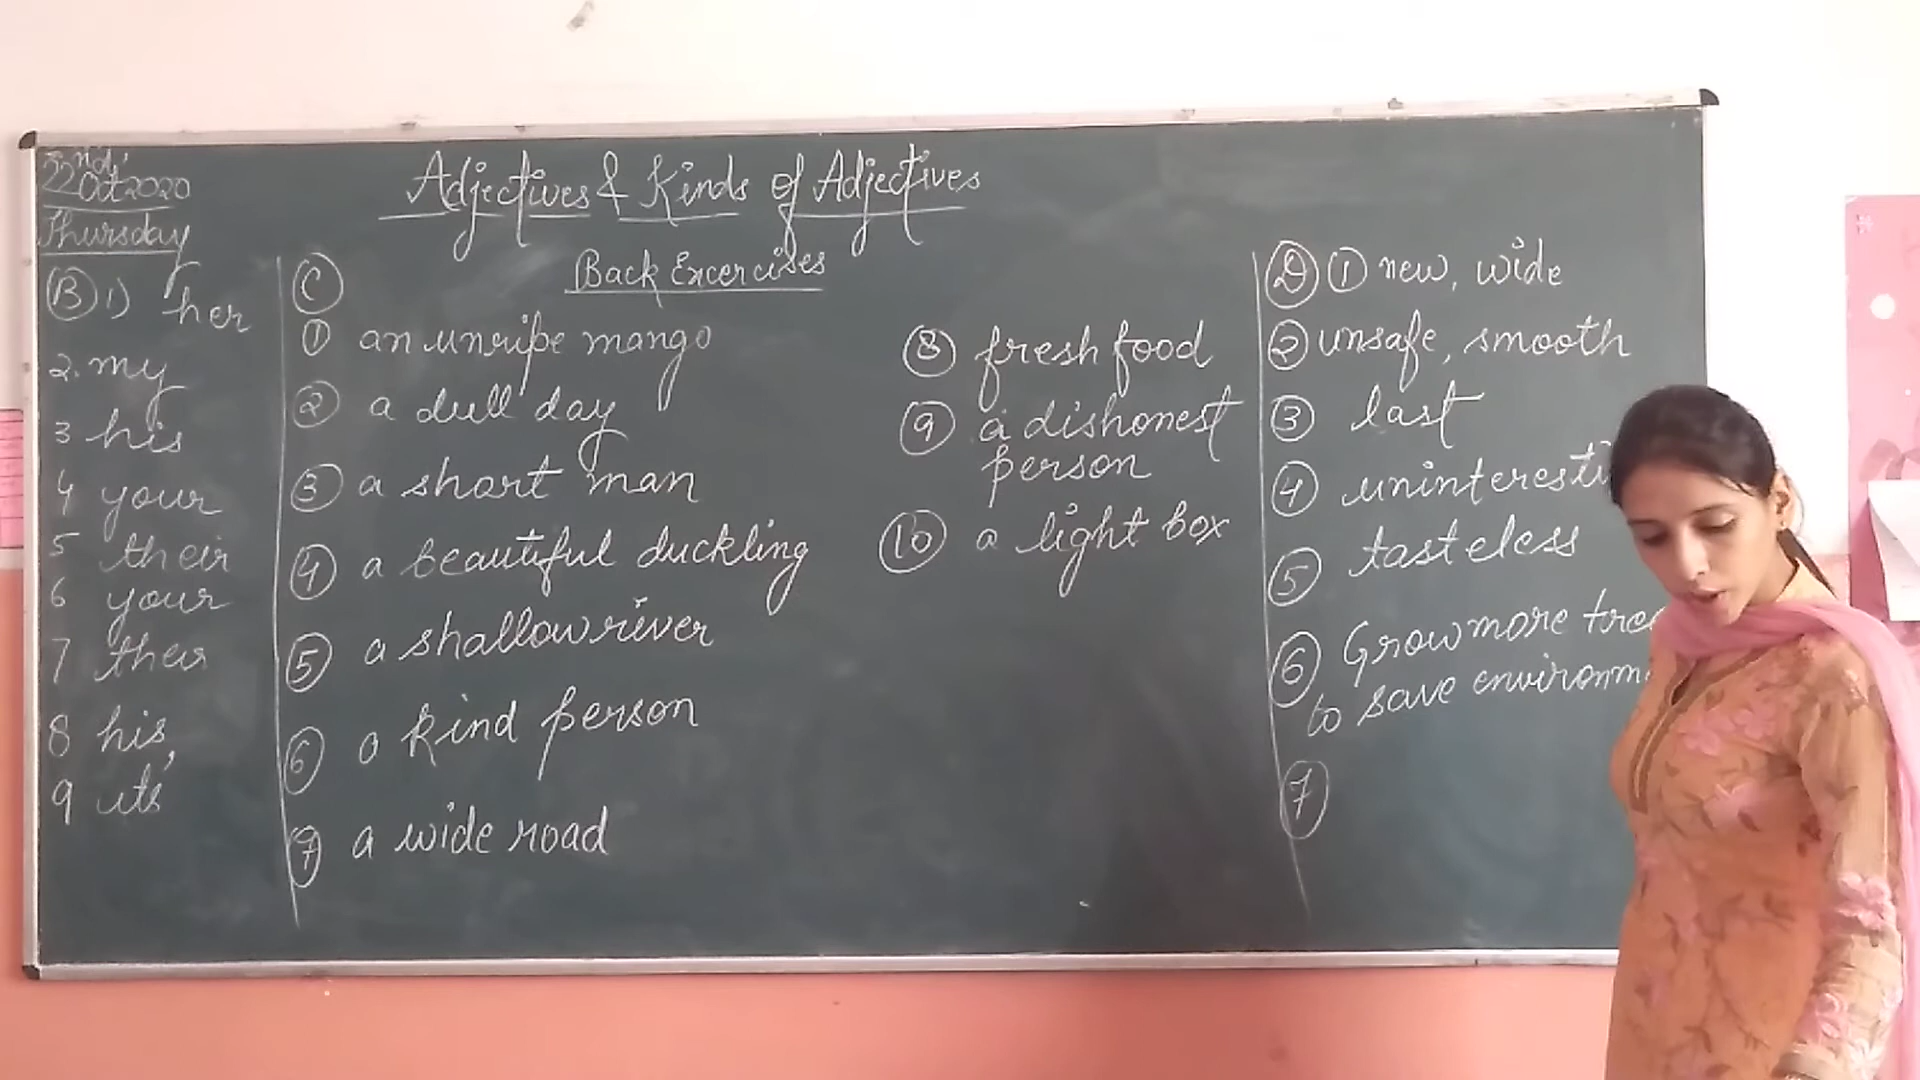 22nd Oct 2020
Thursday
Adjectives & Kinds of Adjectives
Back Excercises
(B) 1) her
2. my
3 his
4 your
5 their
6 your
7 their
8 his,
9 its
(C)
(1) an unripe mango
(2) a dull day
(3) a short man
(4) a beautiful duckling
(5) a shallow river
(6) a kind person
(7) a wide road
(8) fresh food
(9) a dishonest
person
(10) a light box
(D) (1) new, wide
(2) unsafe, smooth
(3) last
(4) uninteresti
(5) tasteless
(6) Grow more tree
to save environm
(7)